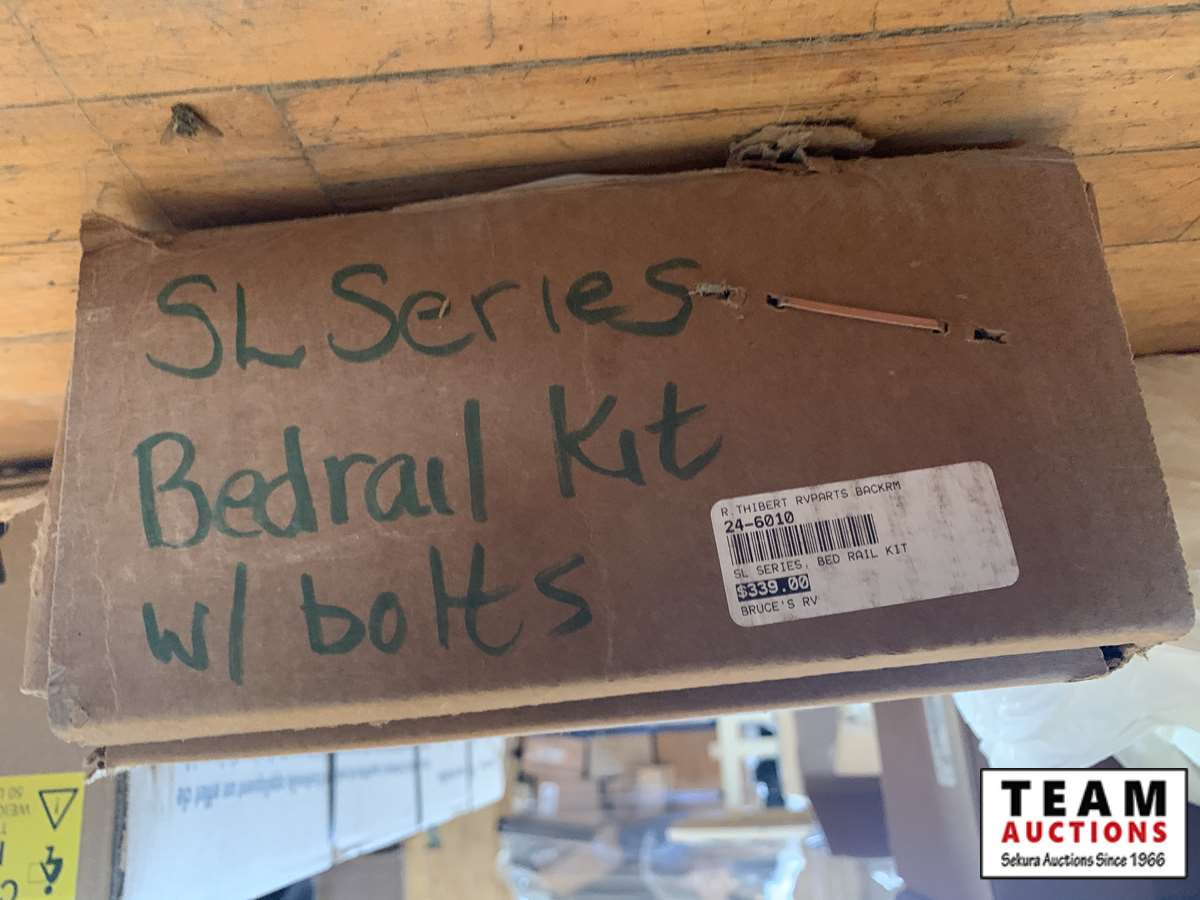 SL Series
Bedrail Kit
w/ bolts
R.THIBERT RVPARTS BACKRM
24-6010
SL SERIES, BED RAIL KIT
$339.00
BRUCE'S RV
TEAM
AUCTIONS
Sekura Auctions Since 1966